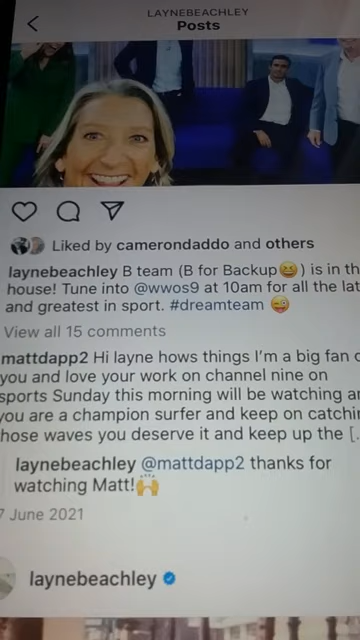 LAYNEBEACHLEY
Posts
Liked by camerondaddo and others
laynebeachley B team (B for Backup😆) is in th
house! Tune into @wwos9 at 10am for all the lat
and greatest in sport. #dreamteam 😜
View all 15 comments
mattdapp2 Hi layne hows things I'm a big fan o
you and love your work on channel nine on
sports Sunday this morning will be watching an
you are a champion surfer and keep on catchin
hose waves you deserve it and keep up the [.
laynebeachley @mattdapp2 thanks for
watching Matt!🙌
7 June 2021
laynebeachley